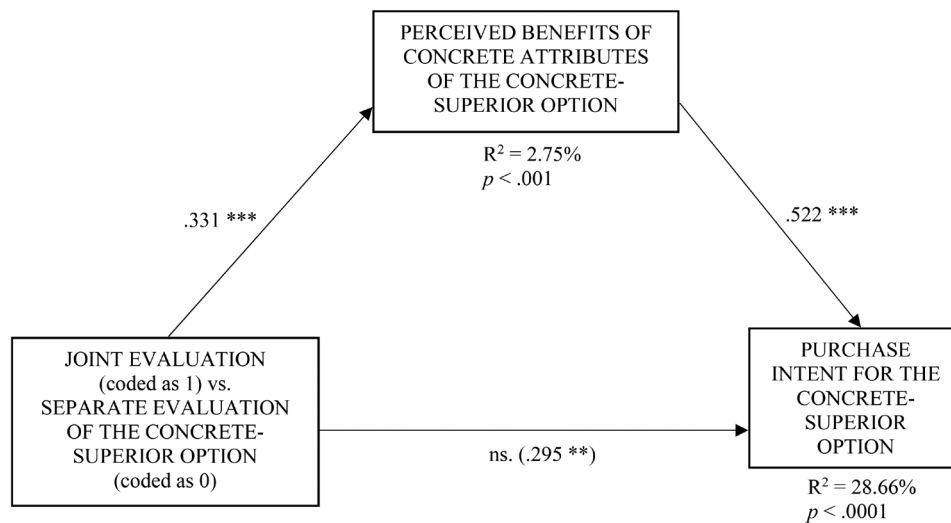 PERCEIVED BENEFITS OF
CONCRETE ATTRIBUTES
OF THE CONCRETE-
SUPERIOR OPTION
R² = 2.75%
p < .001
.331 ***
.522 ***
JOINT EVALUATION
(coded as 1) vs.
SEPARATE EVALUATION
OF THE CONCRETE-
SUPERIOR OPTION
(coded as 0)
ns. (.295 **)
PURCHASE
INTENT FOR THE
CONCRETE-
SUPERIOR
OPTION
R² = 28.66%
p < .0001